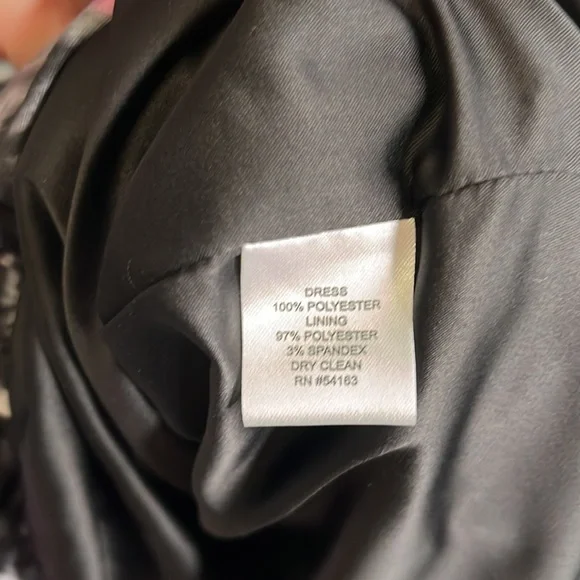 DRESS
100% POLYESTER
LINING
97% POLYESTER
3% SPANDEX
DRY CLEAN
RN #54163